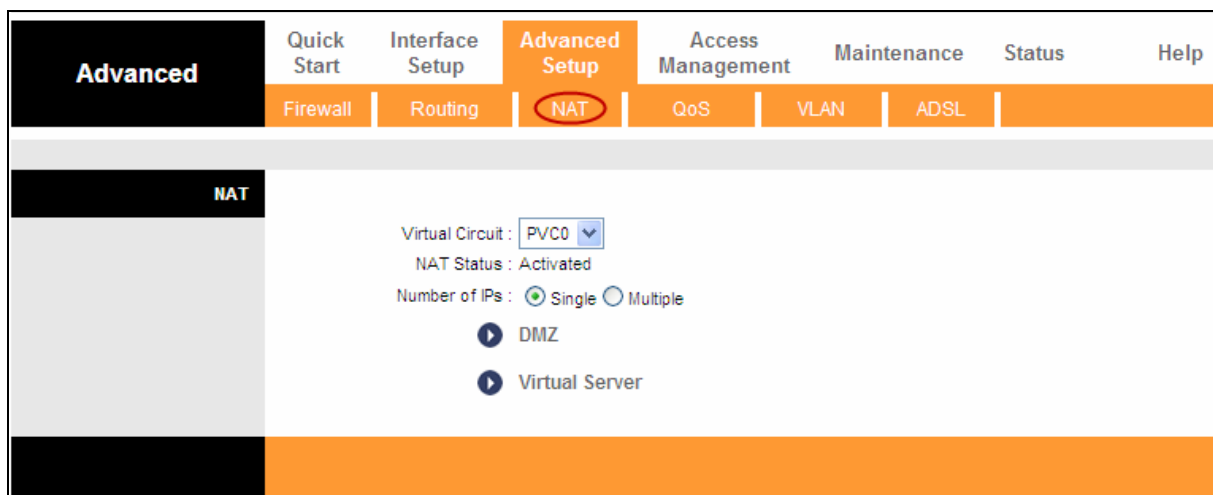 Advanced
Quick Start
Interface Setup
Advanced Setup
Access Management
Maintenance
Status
Help
Firewall
Routing
NAT
QoS
VLAN
ADSL
NAT
Virtual Circuit : PVC0
NAT Status : Activated
Number of IPs : Single Multiple
DMZ
Virtual Server